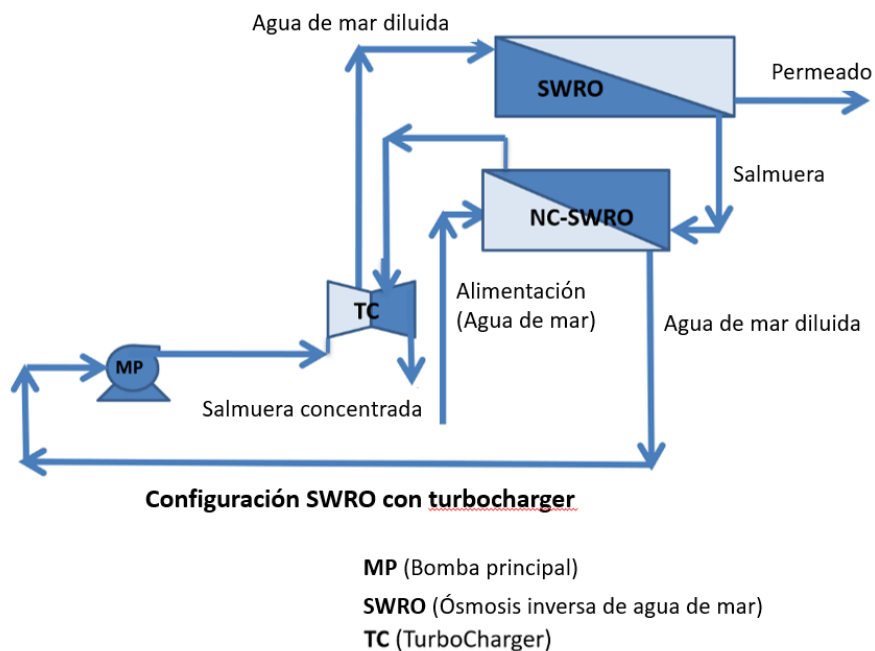 Agua de mar diluida
SWRO
Permeado
Salmuera
NC-SWRO
Alimentación
(Agua de mar)
TC
Agua de mar diluida
MP
Salmuera concentrada
Configuración SWRO con turbocharger
MP (Bomba principal)
SWRO (Ósmosis inversa de agua de mar)
TC (TurboCharger)